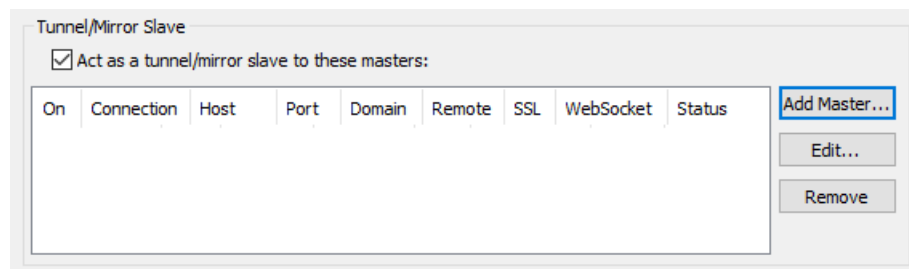 Tunnel/Mirror Slave
Act as a tunnel/mirror slave to these masters:
On Connection Host Port Domain Remote SSL WebSocket Status
Add Master...
Edit...
Remove